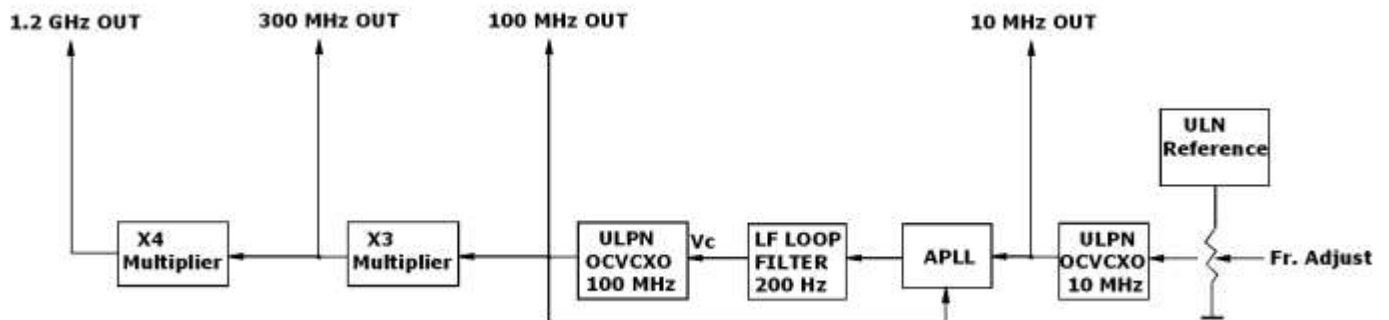 1.2 GHz OUT
300 MHz OUT
100 MHz OUT
10 MHz OUT
ULN
Reference
X4
Multiplier
X3
Multiplier
ULPN
OCVCXO
100 MHz
Vc
LF LOOP
FILTER
200 Hz
APLL
ULPN
OCVCXO
10 MHz
Fr. Adjust